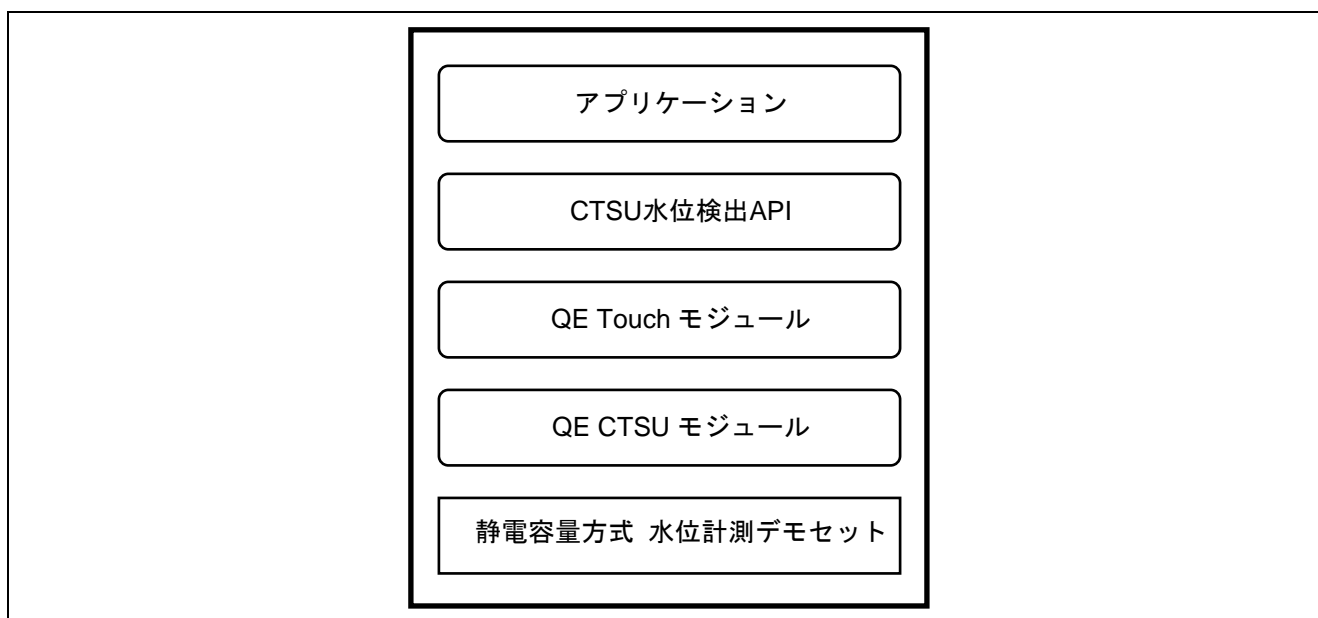 アプリケーション
CTSU水位検出API
QE Touch モジュール
QE CTSU モジュール
静電容量方式 水位計測デモセット